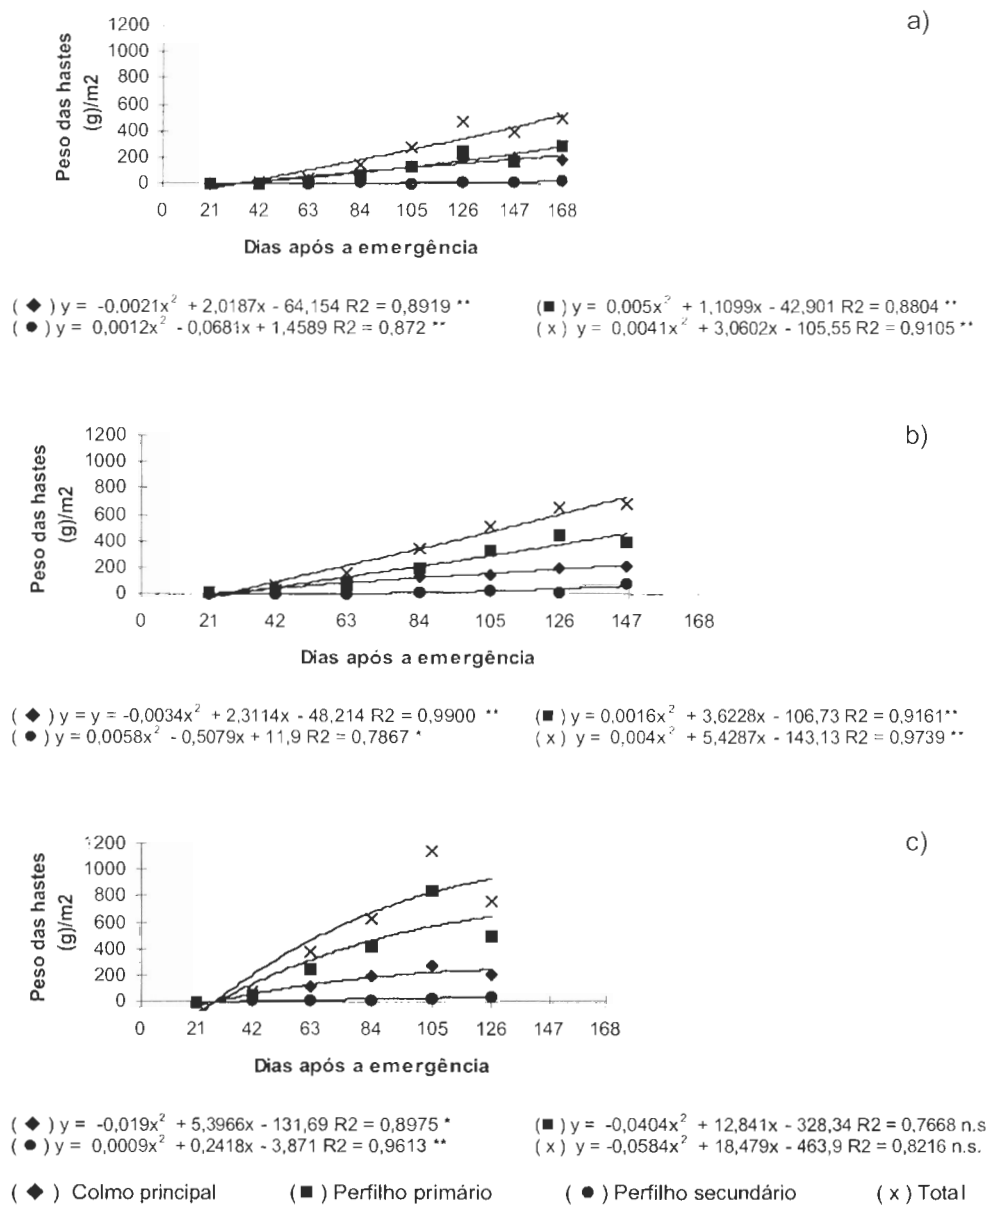 a)
1200
1000
800
600
400
200
0
Peso das hastes
(g)/m2
0 21 42 63 84 105 126 147 168
Dias após a emergência
( ◆ ) y = -0,0021x² + 2,0187x - 64,154 R2 = 0,8919 ** (■) y = 0,005x² + 1,1099x - 42,901 R2 = 0,8804 **
( ● ) y = 0,0012x² - 0,0681x + 1,4589 R2 = 0,872 ** (x) y = 0,0041x² + 3,0602x - 105,55 R2 = 0,9105 **
b)
1200
1000
800
600
400
200
0
Peso das hastes
(g)/m2
0 21 42 63 84 105 126 147 168
Dias após a emergência
( ◆ ) y = y = -0,0034x² + 2,3114x - 48,214 R2 = 0,9900 ** (■) y = 0,0016x² + 3,6228x - 106,73 R2 = 0,9161**
( ● ) y = 0,0058x² - 0,5079x + 11,9 R2 = 0,7867 * (x) y = 0,004x² + 5,4287x - 143,13 R2 = 0,9739 **
c)
1200
1000
800
600
400
200
0
Peso das hastes
(g)/m2
0 21 42 63 84 105 126 147 168
Dias após a emergência
( ◆ ) y = -0,019x² + 5,3966x - 131,69 R2 = 0,8975 * (■) y = -0,0404x² + 12,841x - 328,34 R2 = 0,7668 n.s
( ● ) y = 0,0009x² + 0,2418x - 3,871 R2 = 0,9613 ** (x) y = -0,0584x² + 18,479x - 463,9 R2 = 0,8216 n.s.
( ◆ ) Colmo principal (■) Perfilho primário ( ● ) Perfilho secundário (x) Total